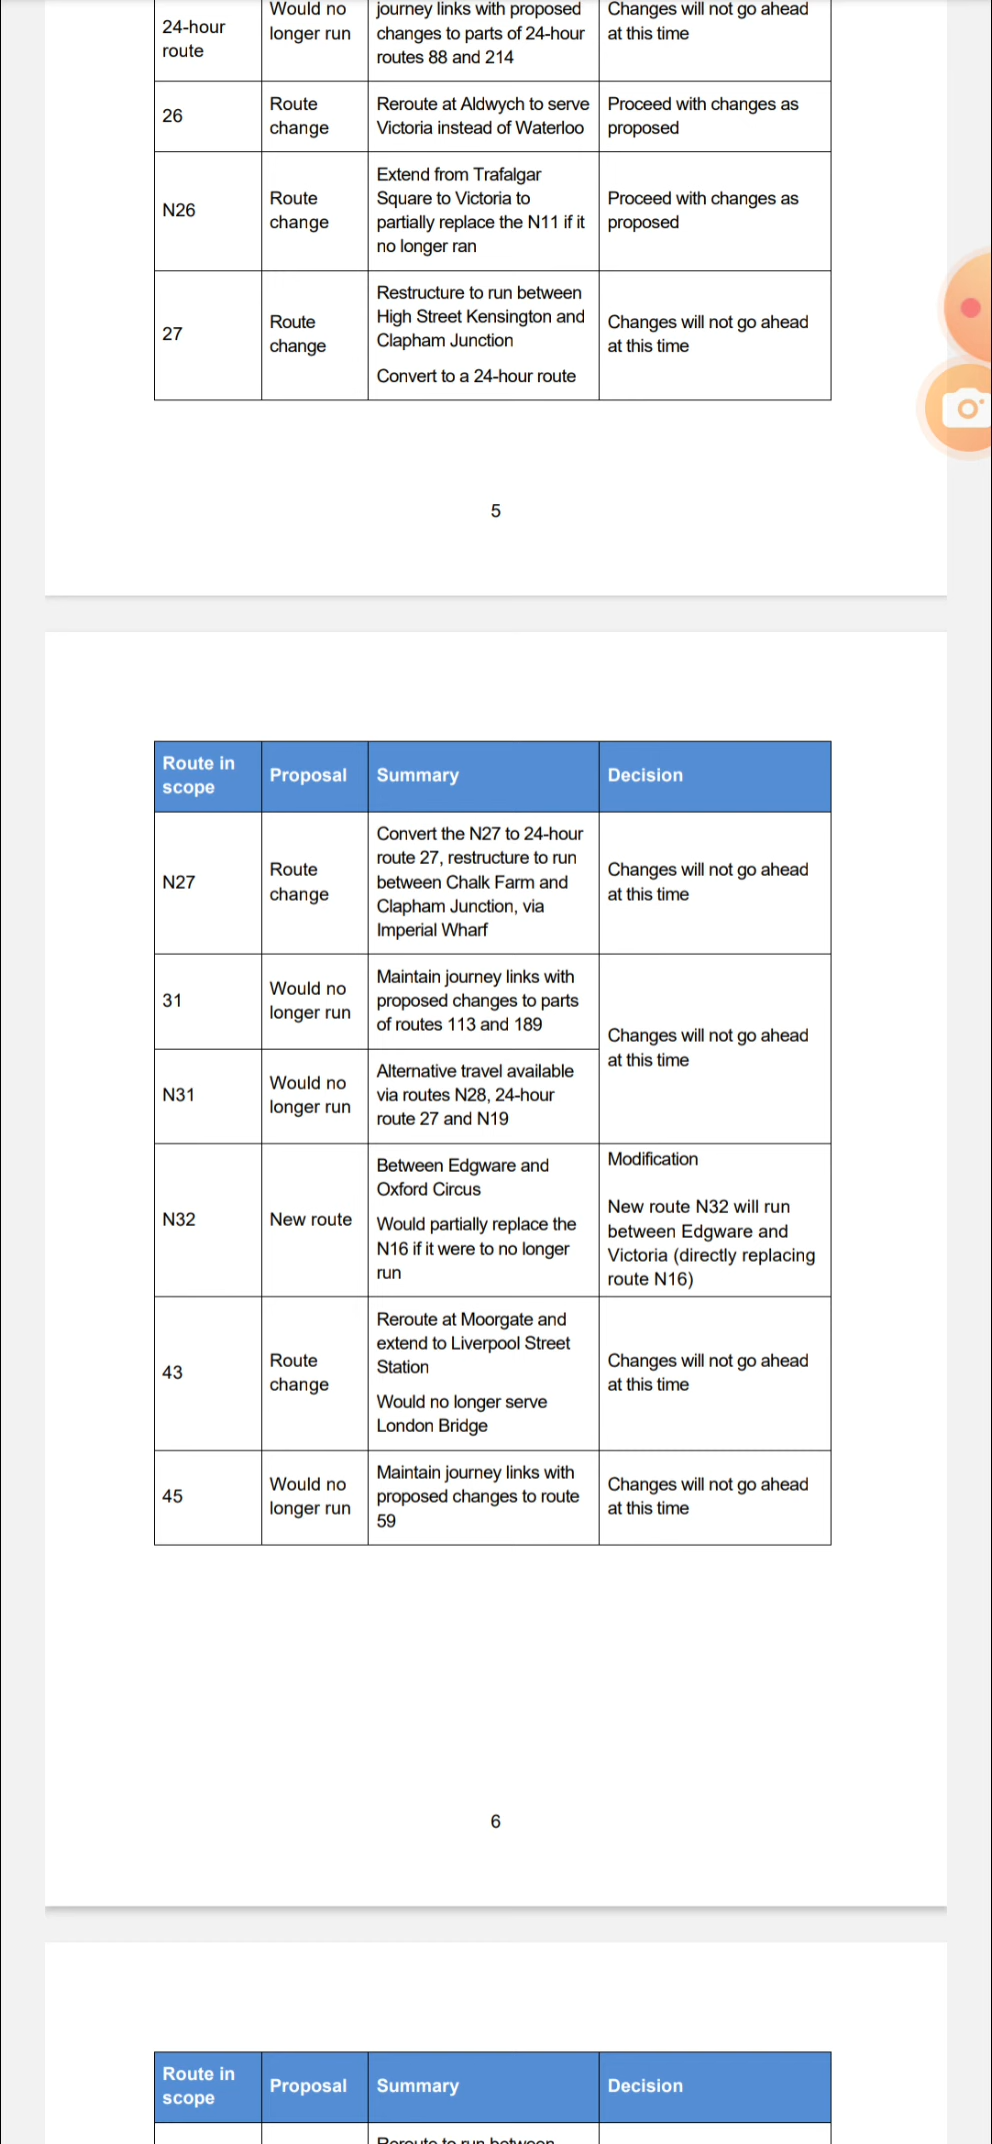 24-hour
route
Would no
longer run
journey links with proposed
changes to parts of 24-hour
routes 88 and 214
Changes will not go ahead
at this time
26
Route
change
Reroute at Aldwych to serve
Victoria instead of Waterloo
Proceed with changes as
proposed
N26
Route
change
Extend from Trafalgar
Square to Victoria to
partially replace the N11 if it
no longer ran
Proceed with changes as
proposed
27
Route
change
Restructure to run between
High Street Kensington and
Clapham Junction
Convert to a 24-hour route
Changes will not go ahead
at this time
5
Route in
scope
Proposal
Summary
Decision
N27
Route
change
Convert the N27 to 24-hour
route 27, restructure to run
between Chalk Farm and
Clapham Junction, via
Imperial Wharf
Changes will not go ahead
at this time
31
Would no
longer run
Maintain journey links with
proposed changes to parts
of routes 113 and 189
Changes will not go ahead
at this time
N31
Would no
longer run
Alternative travel available
via routes N28, 24-hour
route 27 and N19
N32
New route
Between Edgware and
Oxford Circus
Would partially replace the
N16 if it were to no longer
run
Modification
New route N32 will run
between Edgware and
Victoria (directly replacing
route N16)
43
Route
change
Reroute at Moorgate and
extend to Liverpool Street
Station
Would no longer serve
London Bridge
Changes will not go ahead
at this time
45
Would no
longer run
Maintain journey links with
proposed changes to route
59
Changes will not go ahead
at this time
6
Route in
scope
Proposal
Summary
Decision
Reroute to run between